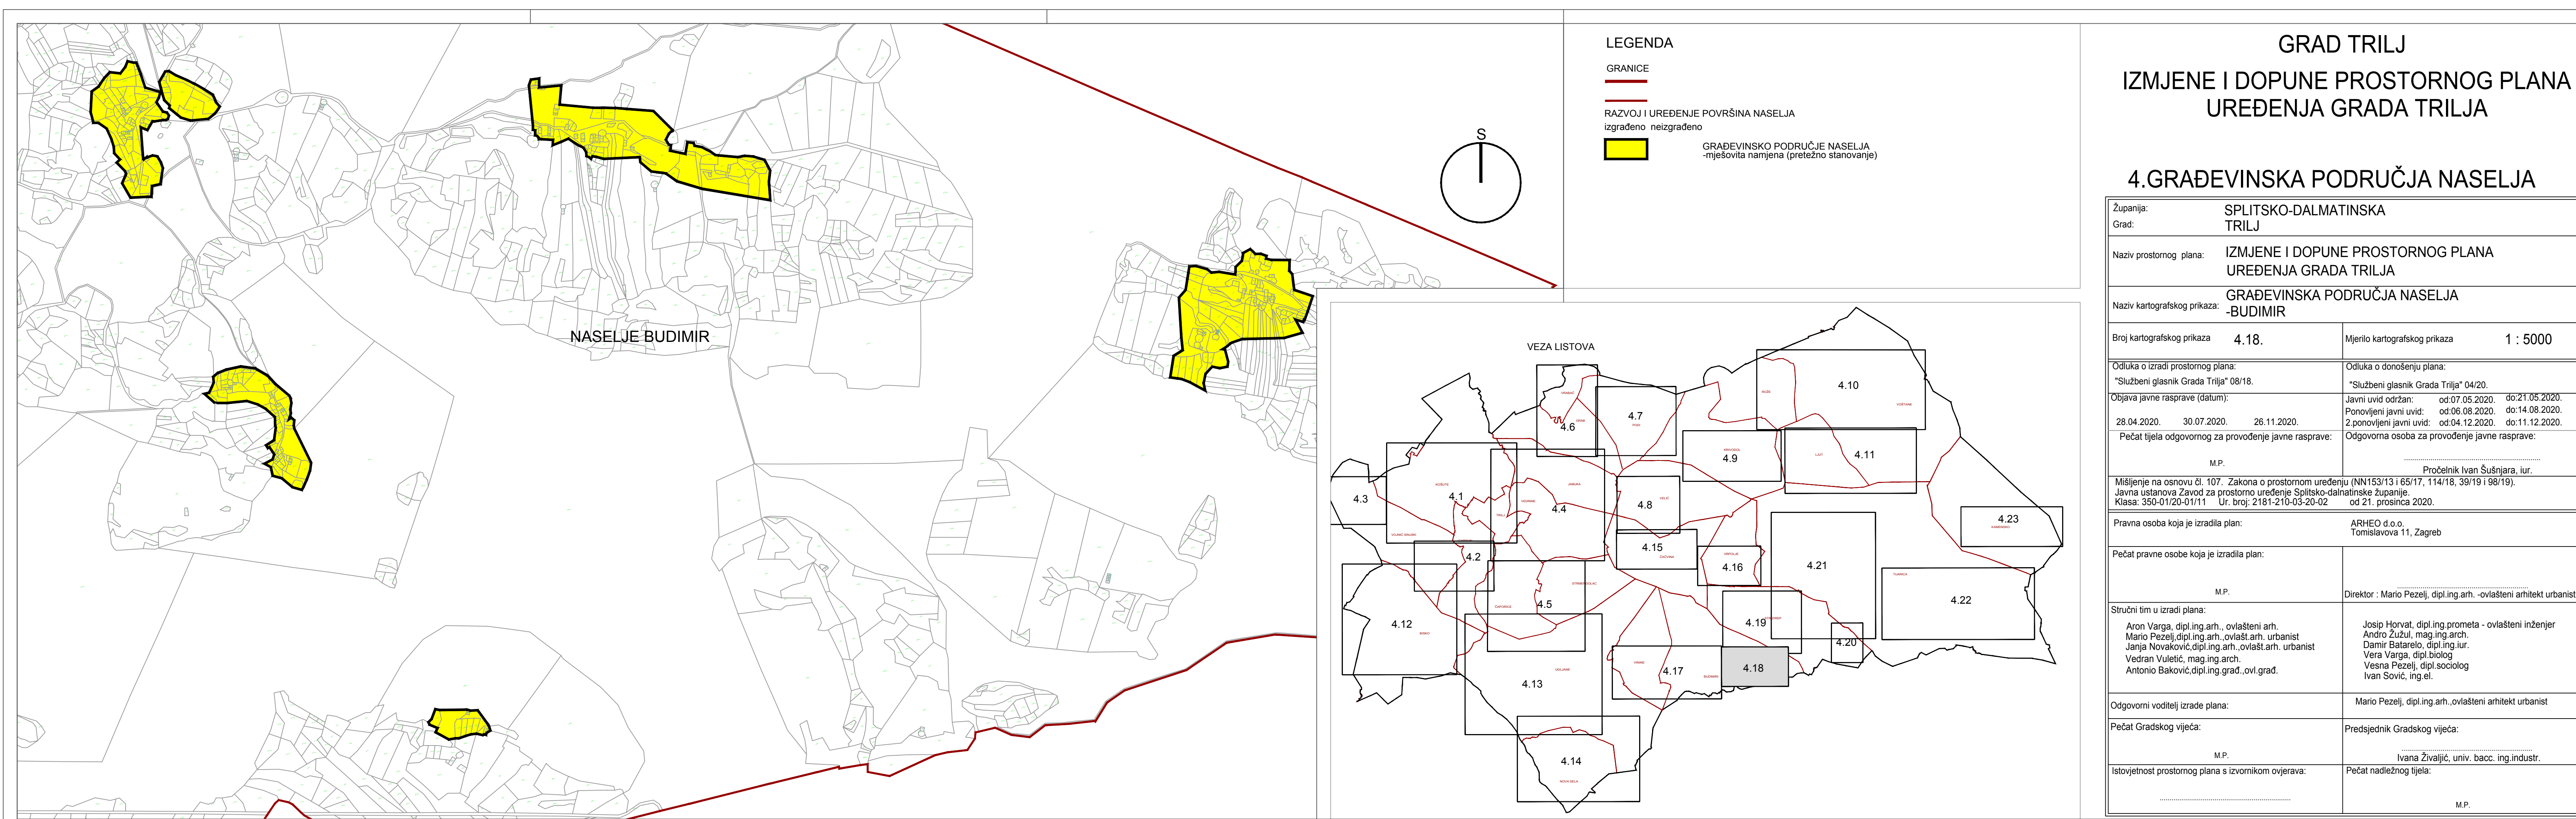 NASELJE BUDIMIR
S
LEGENDA
GRANICE
RAZVOJ I UREĐENJE POVRŠINA NASELJA
izgrađeno neizgrađeno
GRAĐEVINSKO PODRUČJE NASELJA
-mješovita namjena (pretežno stanovanje)
VEZA LISTOVA
4.10
4.7
4.6
4.11
4.9
4.3
4.1
4.4
4.8
4.23
4.15
4.2
4.16
4.21
4.5
4.22
4.12
4.19
4.20
4.18
4.17
4.13
4.14
GRAD TRILJ
IZMJENE I DOPUNE PROSTORNOG PLANA
UREĐENJA GRADA TRILJA
4.GRAĐEVINSKA PODRUČJA NASELJA
Županija: SPLITSKO-DALMATINSKA
Grad: TRILJ
Naziv prostornog plana: IZMJENE I DOPUNE PROSTORNOG PLANA
UREĐENJA GRADA TRILJA
Naziv kartografskog prikaza: GRAĐEVINSKA PODRUČJA NASELJA
-BUDIMIR
Broj kartografskog prikaza 4.18. Mjerilo kartografskog prikaza 1 : 5000
Odluka o izradi prostornog plana:
"Službeni glasnik Grada Trilja" 08/18.
Odluka o donošenju plana:
"Službeni glasnik Grada Trilja" 04/20.
Objava javne rasprave (datum):
28.04.2020. 30.07.2020. 26.11.2020.
Javni uvid održan: od:07.05.2020. do:21.05.2020.
Ponovljeni javni uvid: od:06.08.2020. do:14.08.2020.
2.ponovljeni javni uvid: od:04.12.2020. do:11.12.2020.
Pečat tijela odgovornog za provođenje javne rasprave:
M.P.
Odgovorna osoba za provođenje javne rasprave:
Pročelnik Ivan Šušnjara, iur.
Mišljenje na osnovu čl. 107. Zakona o prostornom uređenju (NN153/13 i 65/17, 114/18, 39/19 i 98/19).
Javna ustanova Zavod za prostorno uređenje Splitsko-dalmatinske županije.
Klasa: 350-01/20-01/11 Ur. broj: 2181-210-03-20-02 od 21. prosinca 2020.
Pravna osoba koja je izradila plan:
ARHEO d.o.o.
Tomislavova 11, Zagreb
Pečat pravne osobe koja je izradila plan:
M.P.
Direktor : Mario Pezelj, dipl.ing.arh. -ovlašteni arhitekt urbanist
Stručni tim u izradi plana:
Aron Varga, dipl.ing.arh., ovlašteni arh.
Mario Pezelj,dipl.ing.arh.,ovlašt.arh. urbanist
Janja Novaković,dipl.ing.arh.,ovlašt.arh. urbanist
Vedran Vuletić, mag.ing.arch.
Antonio Baković,dipl.ing.građ.,ovl.građ.
Josip Horvat, dipl.ing.prometa - ovlašteni inženjer
Andro Žužul, mag.ing.arch.
Damir Batarelo, dipl.ing.iur.
Vera Varga, dipl.biolog
Vesna Pezelj, dipl.sociolog
Ivan Sović, ing.el.
Odgovorni voditelj izrade plana:
Mario Pezelj, dipl.ing.arh.,ovlašteni arhitekt urbanist
Pečat Gradskog vijeća:
M.P.
Predsjednik Gradskog vijeća:
Ivana Živaljić, univ. bacc. ing.industr.
Istovjetnost prostornog plana s izvornikom ovjerava:
Pečat nadležnog tijela:
M.P.